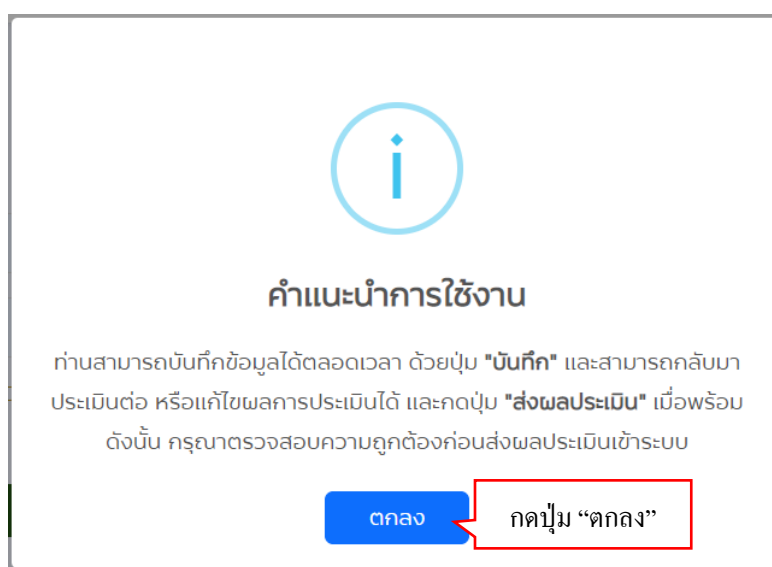 คำแนะนำการใช้งาน
ท่านสามารถบันทึกข้อมูลได้ตลอดเวลา ด้วยปุ่ม "บันทึก" และสามารถกลับมา
ประเมินต่อ หรือแก้ไขผลการประเมินได้ และกดปุ่ม "ส่งผลประเมิน" เมื่อพร้อม
ดังนั้น กรุณาตรวจสอบความถูกต้องก่อนส่งผลประเมินเข้าระบบ
ตกลง
กดปุ่ม “ตกลง”